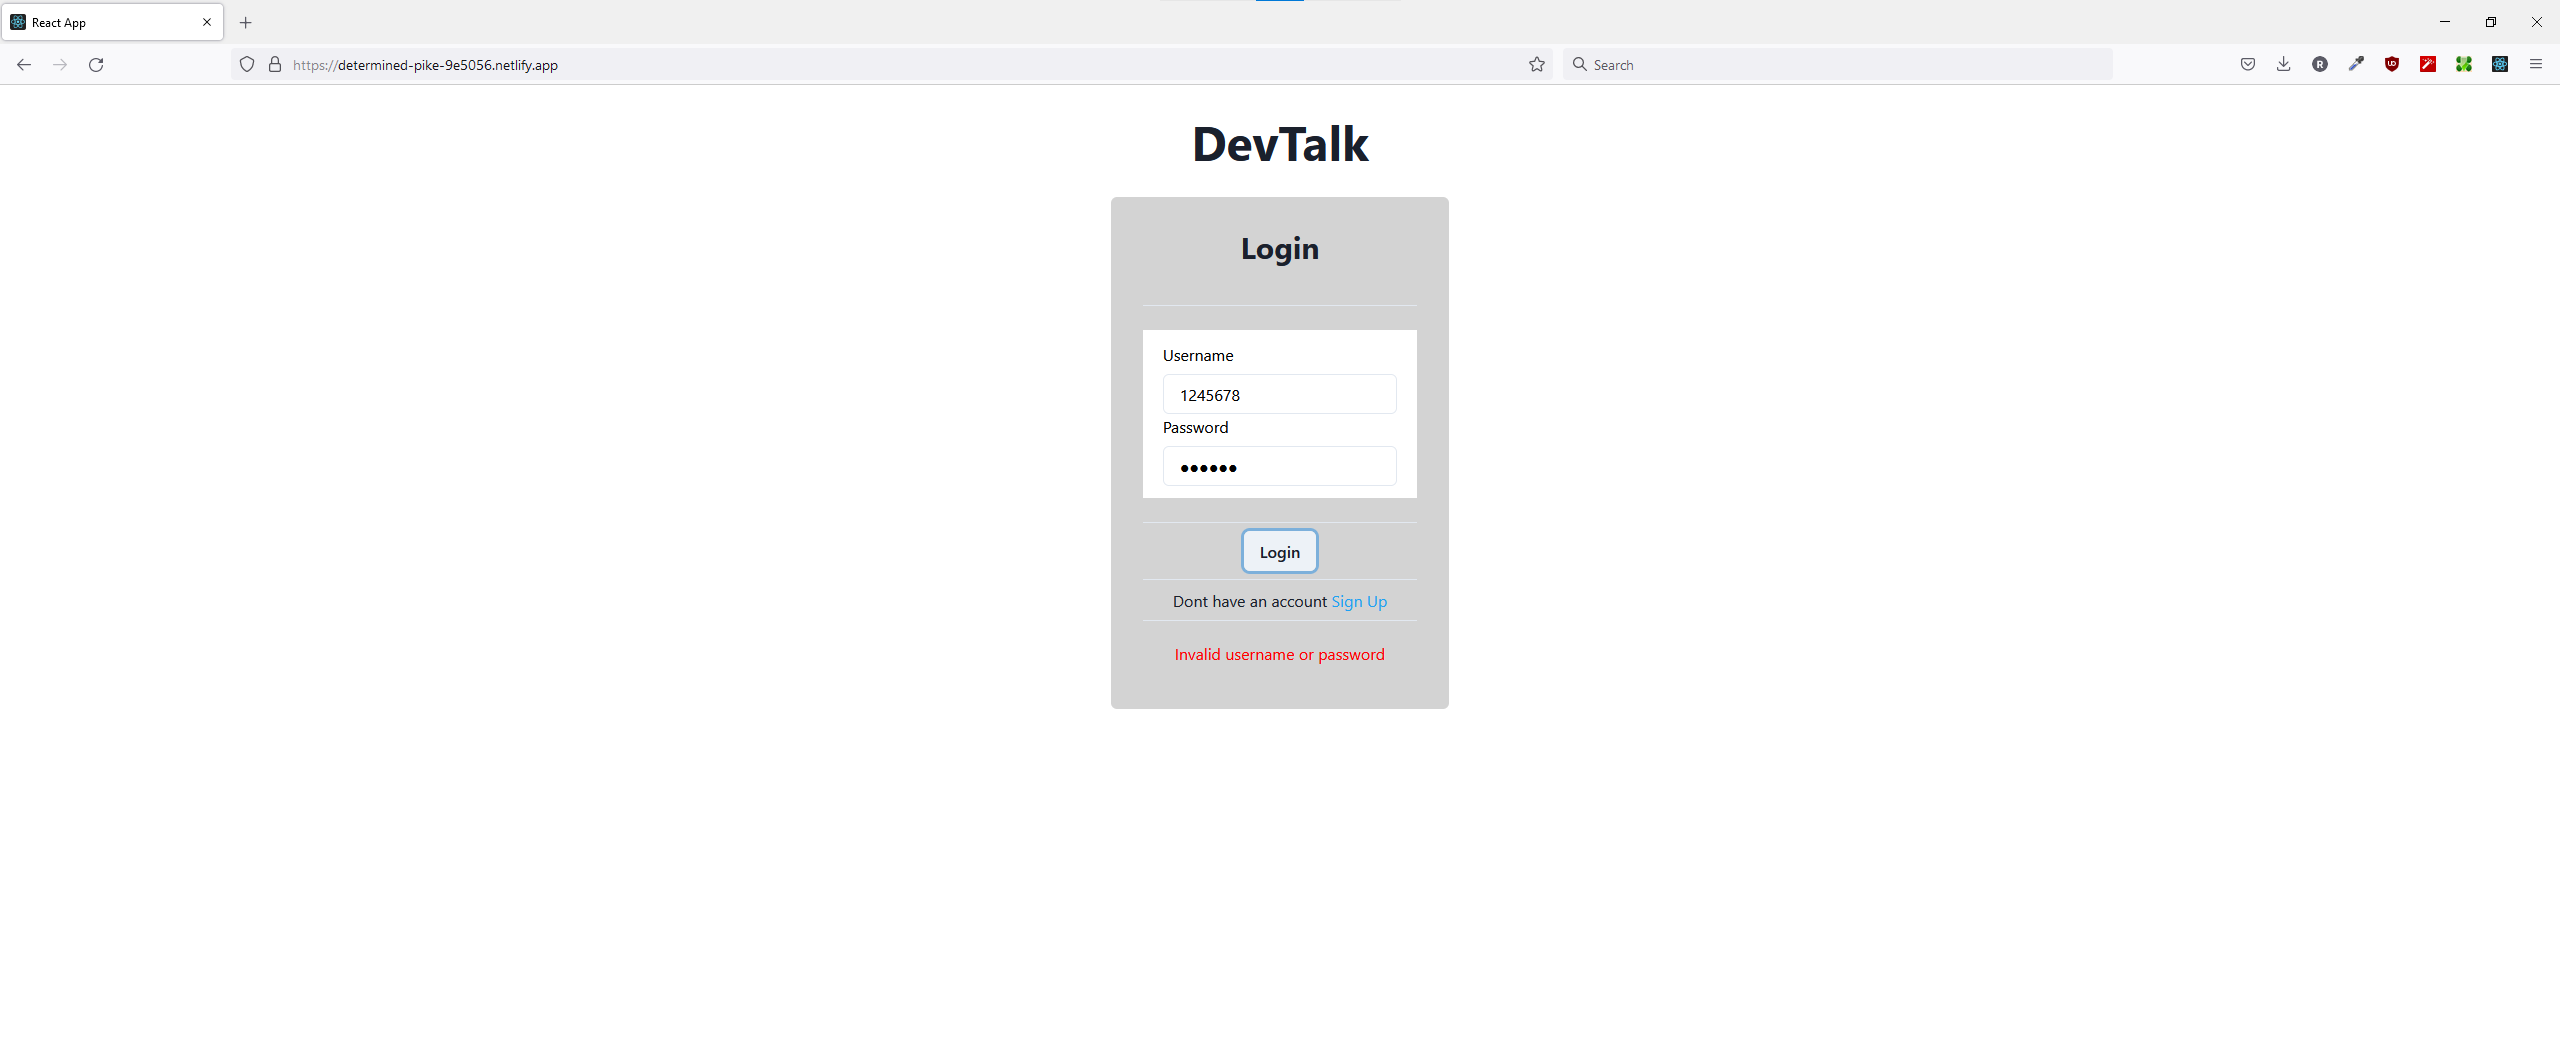 React App
https://determined-pike-9e5056.netlify.app
Search
DevTalk
Login
Username
1245678
Password
••••••
Login
Dont have an account Sign Up
Invalid username or password